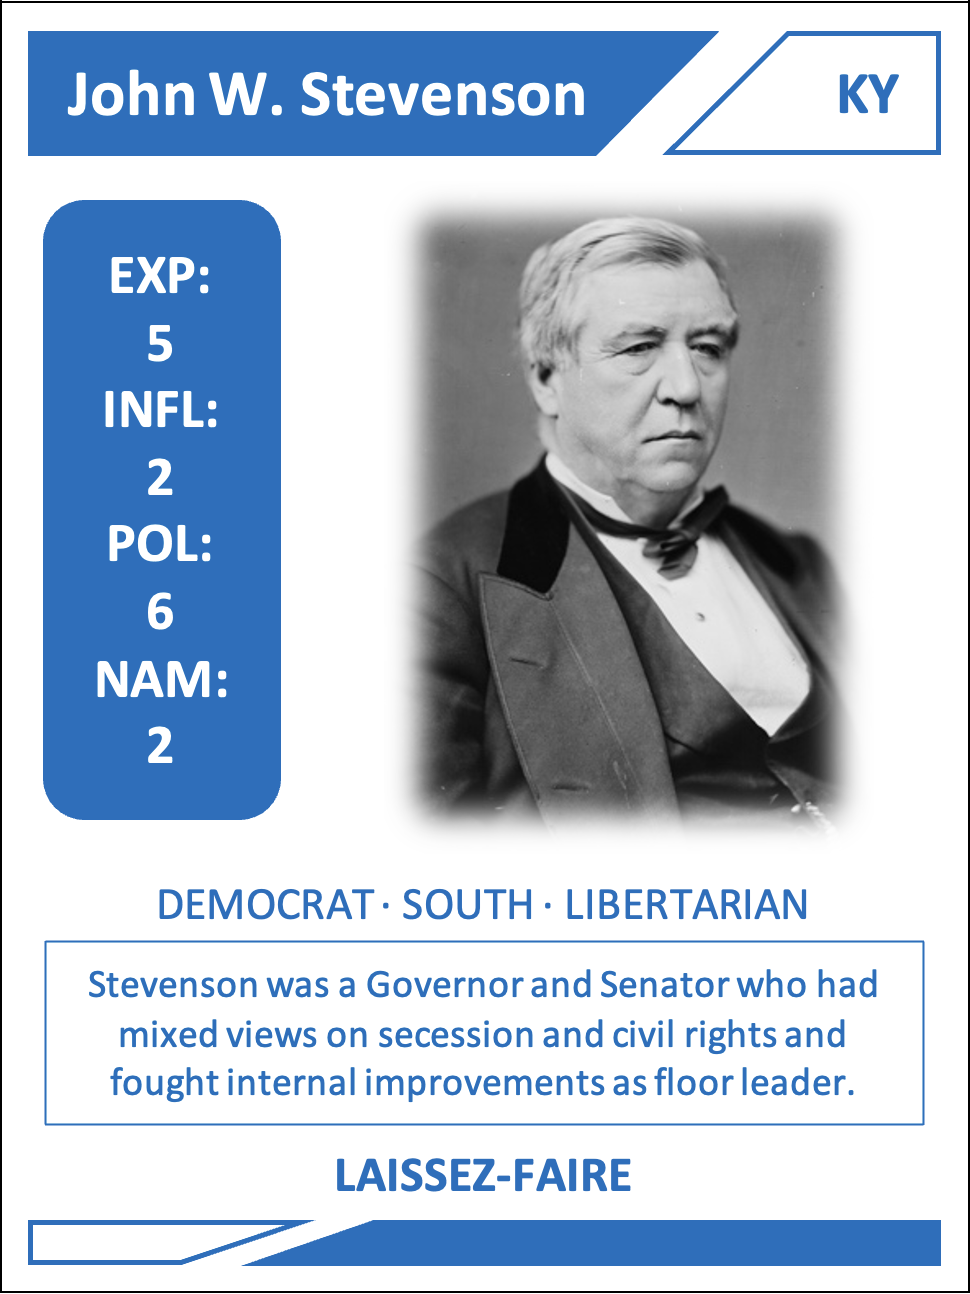 John W. Stevenson
KY
EXP:
5
INFL:
2
POL:
6
NAM:
2
DEMOCRAT · SOUTH · LIBERTARIAN
Stevenson was a Governor and Senator who had
mixed views on secession and civil rights and
fought internal improvements as floor leader.
LAISSEZ-FAIRE